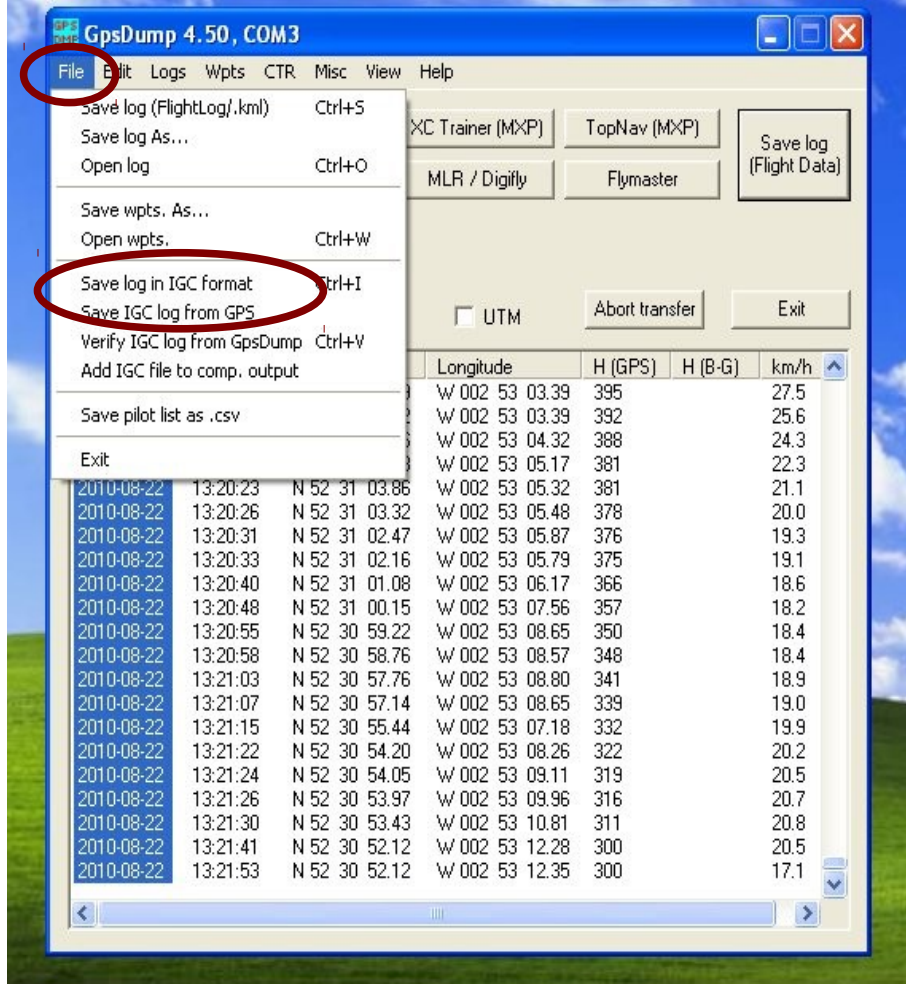 GPS DMP GpsDump 4.50, COM3
File Edit Logs Wpts CTR Misc View Help
Save log (FlightLog/.kml) Ctrl+S
Save log As...
Open log Ctrl+O
Save wpts. As...
Open wpts. Ctrl+W
Save log in IGC format Ctrl+I
Save IGC log from GPS
Verify IGC log from GpsDump Ctrl+V
Add IGC file to comp. output
Save pilot list as .csv
Exit
XC Trainer (MXP) TopNav (MXP) Save log (Flight Data)
MLR / Digifly Flymaster
UTM Abort transfer Exit
Longitude H (GPS) H (B-G) km/h
W 002 53 03.39 395 27.5
W 002 53 03.39 392 25.6
W 002 53 04.32 388 24.3
W 002 53 05.17 381 22.3
2010-08-22 13:20:23 N 52 31 03.86 W 002 53 05.32 381 21.1
2010-08-22 13:20:26 N 52 31 03.32 W 002 53 05.48 378 20.0
2010-08-22 13:20:31 N 52 31 02.47 W 002 53 05.87 376 19.3
2010-08-22 13:20:33 N 52 31 02.16 W 002 53 05.79 375 19.1
2010-08-22 13:20:40 N 52 31 01.08 W 002 53 06.17 366 18.6
2010-08-22 13:20:48 N 52 31 00.15 W 002 53 07.56 357 18.2
2010-08-22 13:20:55 N 52 30 59.22 W 002 53 08.65 350 18.4
2010-08-22 13:20:58 N 52 30 58.76 W 002 53 08.57 348 18.4
2010-08-22 13:21:03 N 52 30 57.76 W 002 53 08.80 341 18.9
2010-08-22 13:21:07 N 52 30 57.14 W 002 53 08.65 339 19.0
2010-08-22 13:21:15 N 52 30 55.44 W 002 53 07.18 332 19.9
2010-08-22 13:21:22 N 52 30 54.20 W 002 53 08.26 322 20.2
2010-08-22 13:21:24 N 52 30 54.05 W 002 53 09.11 319 20.5
2010-08-22 13:21:26 N 52 30 53.97 W 002 53 09.96 316 20.7
2010-08-22 13:21:30 N 52 30 53.43 W 002 53 10.81 311 20.8
2010-08-22 13:21:41 N 52 30 52.12 W 002 53 12.28 300 20.5
2010-08-22 13:21:53 N 52 30 52.12 W 002 53 12.35 300 17.1